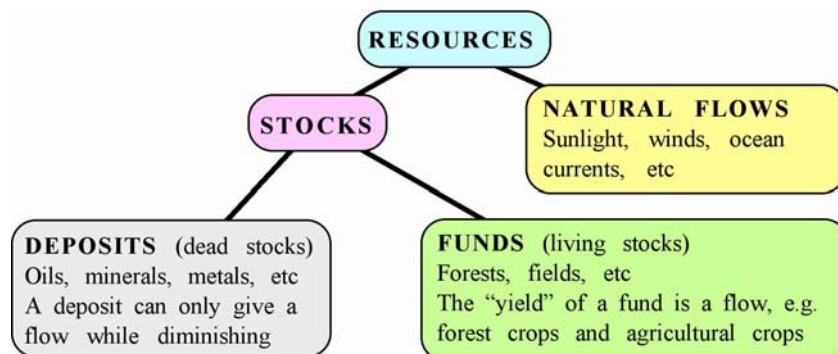 RESOURCES
STOCKS
NATURAL FLOWS
Sunlight, winds, ocean
currents, etc
DEPOSITS (dead stocks)
Oils, minerals, metals, etc
A deposit can only give a
flow while diminishing
FUNDS (living stocks)
Forests, fields, etc
The “yield” of a fund is a flow, e.g.
forest crops and agricultural crops